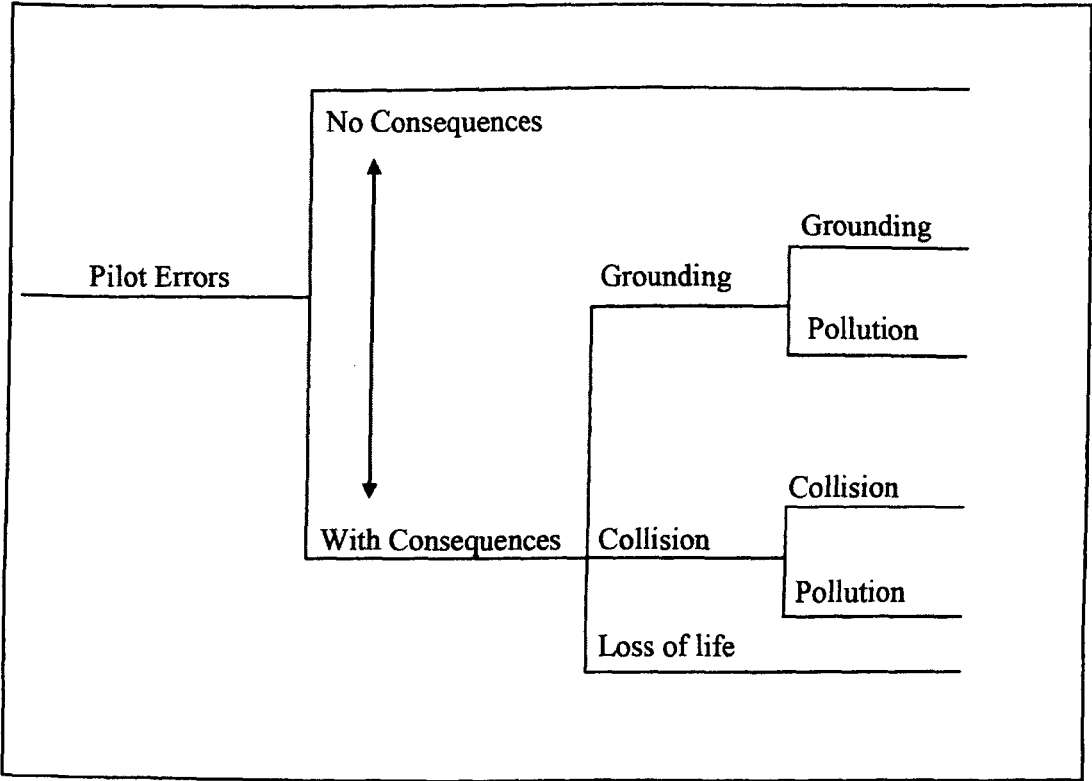 No Consequences
Grounding
Pilot Errors
Grounding
Pollution
Collision
With Consequences
Collision
Pollution
Loss of life